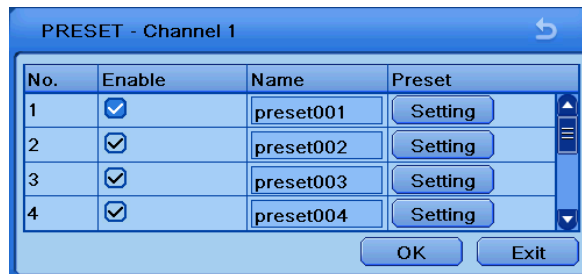 PRESET - Channel 1
No. Enable Name Preset
1 preset001 Setting
2 preset002 Setting
3 preset003 Setting
4 preset004 Setting
OK Exit